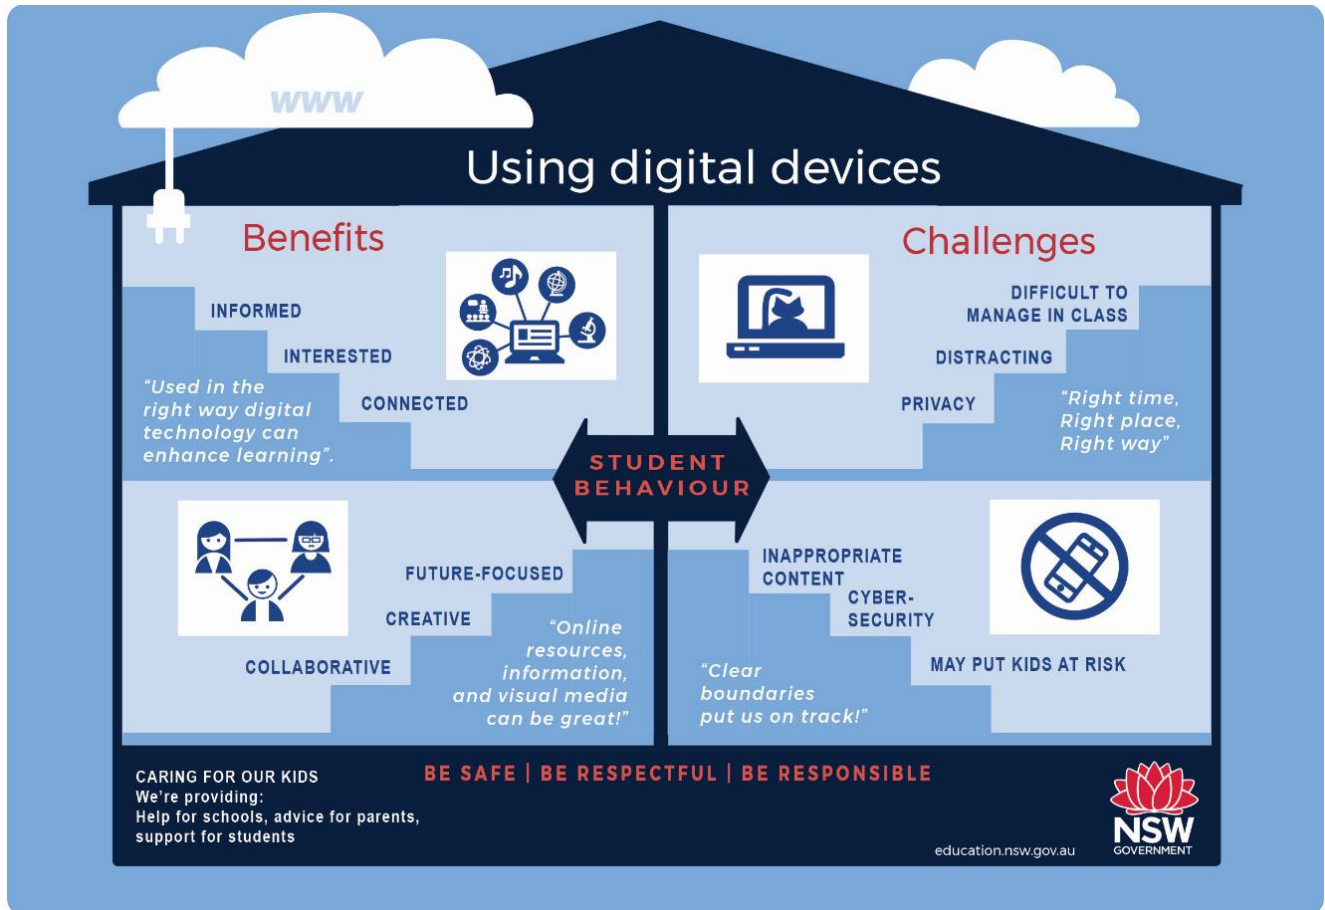 www
Using digital devices
Benefits
INFORMED
INTERESTED
CONNECTED
“Used in the
right way digital
technology can
enhance learning”.
Challenges
DIFFICULT TO
MANAGE IN CLASS
DISTRACTING
PRIVACY
“Right time,
Right place,
Right way”
STUDENT
BEHAVIOUR
FUTURE-FOCUSED
CREATIVE
COLLABORATIVE
“Online
resources,
information,
and visual media
can be great!”
INAPPROPRIATE
CONTENT
CYBER-
SECURITY
MAY PUT KIDS AT RISK
“Clear
boundaries
put us on track!”
CARING FOR OUR KIDS
We’re providing:
Help for schools, advice for parents,
support for students
BE SAFE | BE RESPECTFUL | BE RESPONSIBLE
education.nsw.gov.au
NSW
GOVERNMENT